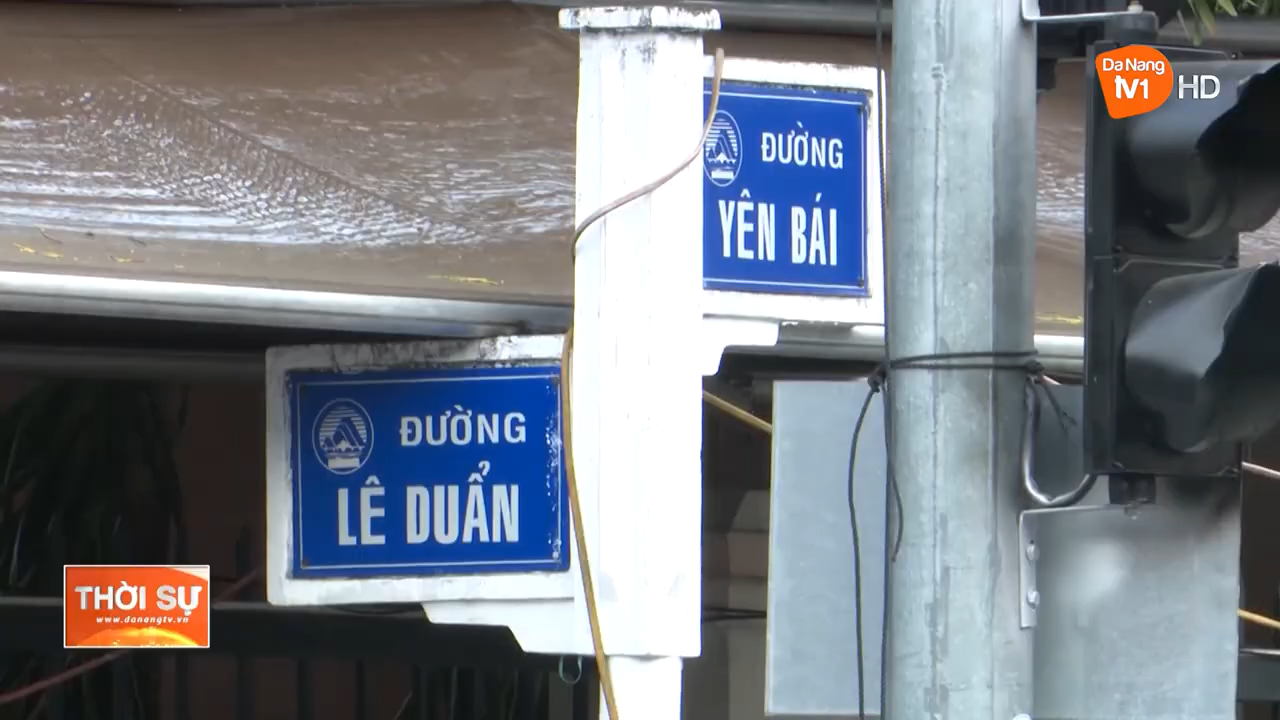 Da Nang
tv1 HD
ĐƯỜNG
YÊN BÁI
ĐƯỜNG
LÊ DUẨN
THỜI SỰ
www.danangtv.vn